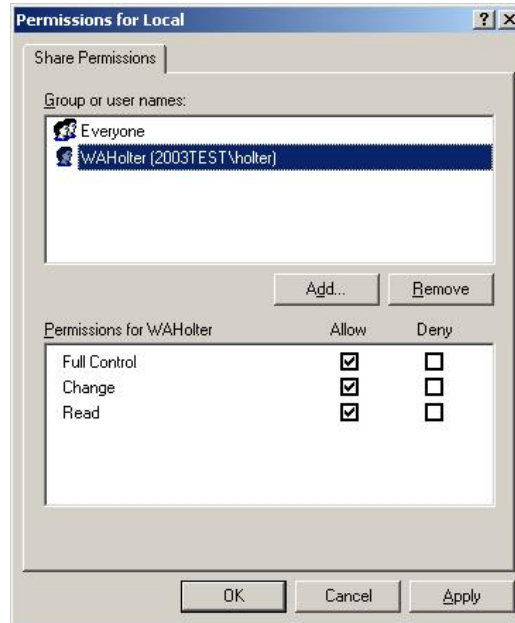 Permissions for Local
Share Permissions
Group or user names:
Everyone
WAHolter (2003TEST\holter)
Add... Remove
Permissions for WAHolter Allow Deny
Full Control
Change
Read
OK Cancel Apply